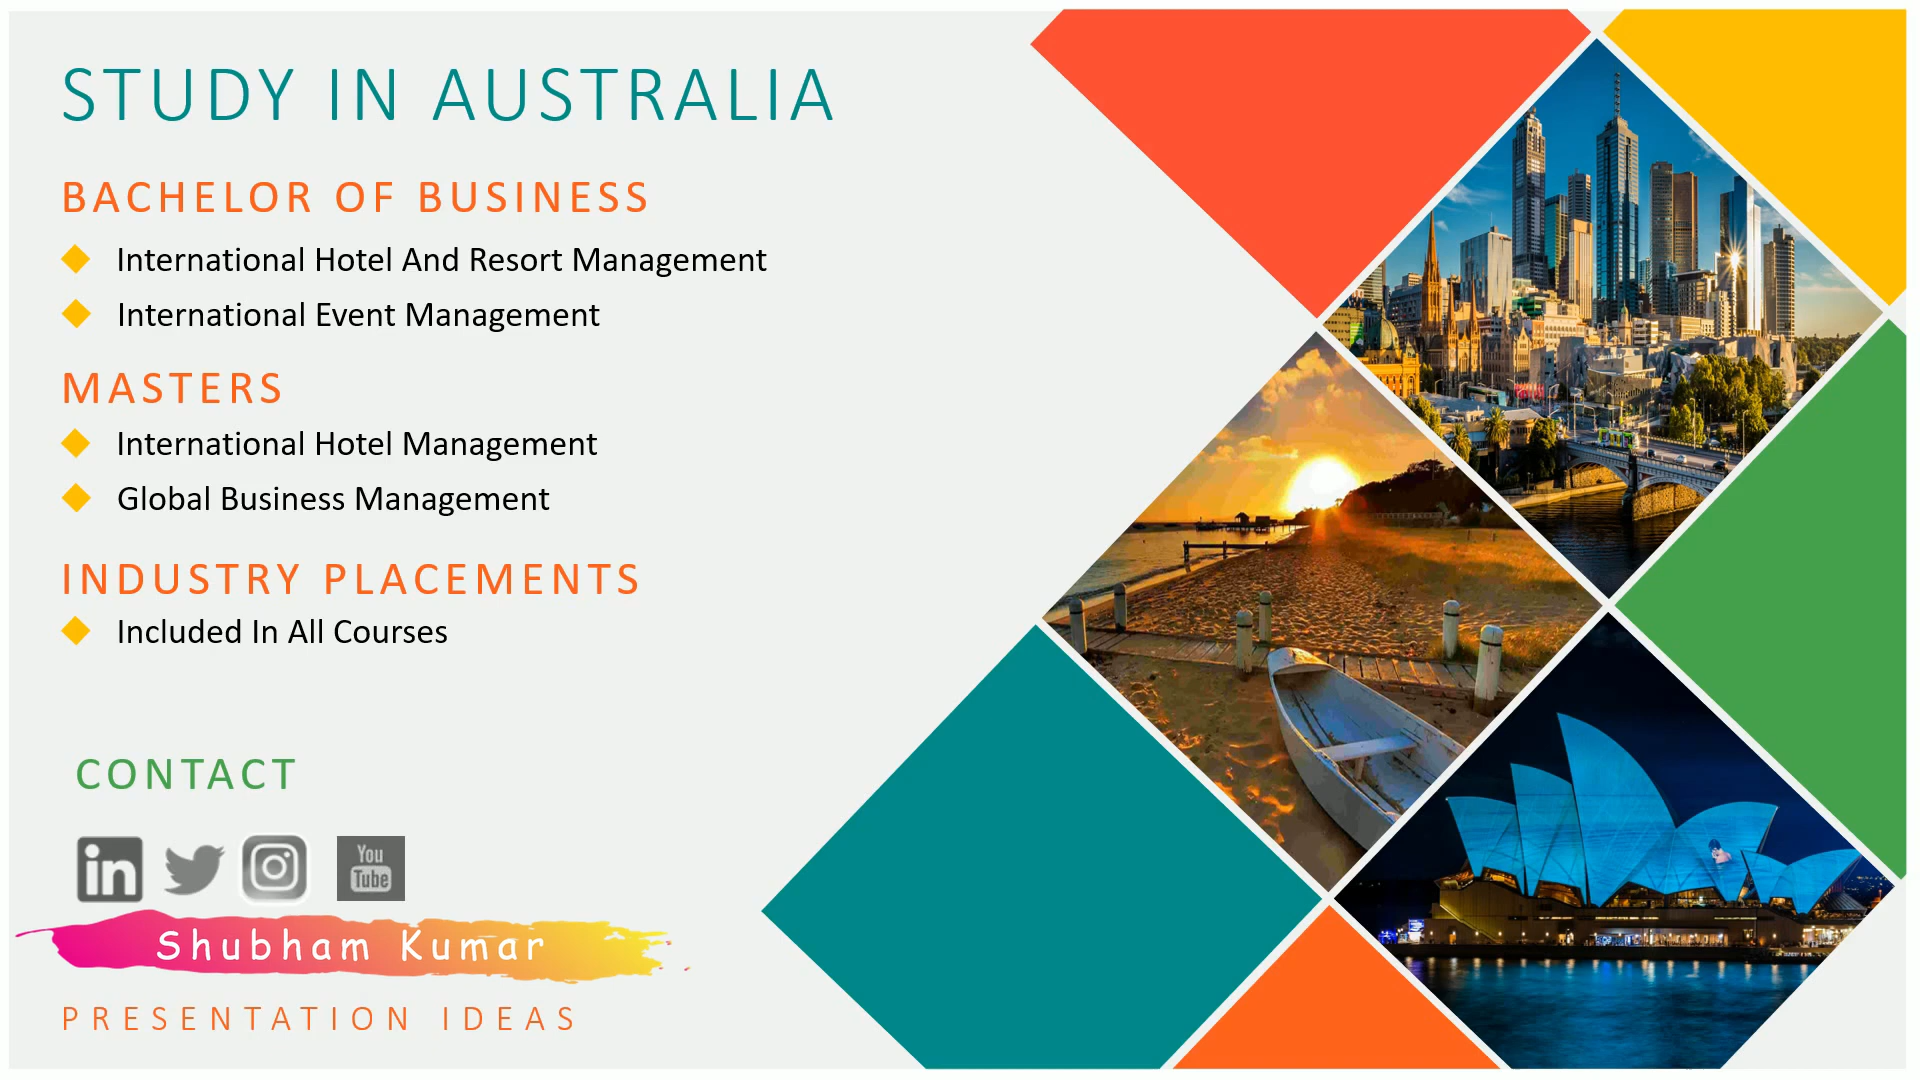 STUDY IN AUSTRALIA
BACHELOR OF BUSINESS
International Hotel And Resort Management
International Event Management
MASTERS
International Hotel Management
Global Business Management
INDUSTRY PLACEMENTS
Included In All Courses
CONTACT
in
You
Tube
Shubham Kumar
PRESENTATION IDEAS